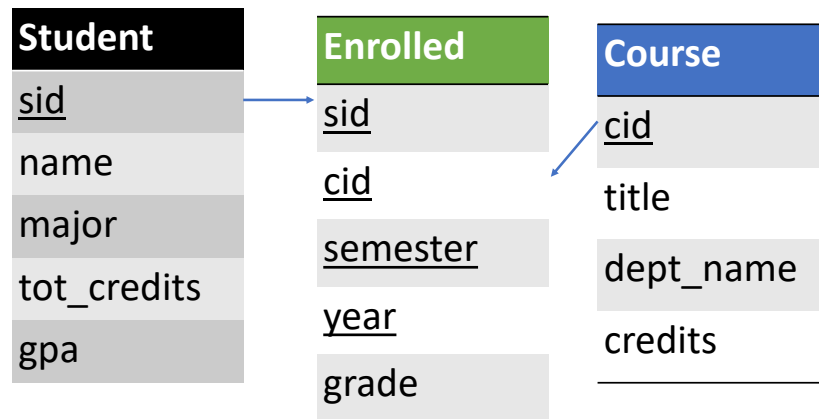 Student
sid
name
major
tot_credits
gpa
Enrolled
sid
cid
semester
year
grade
Course
cid
title
dept_name
credits